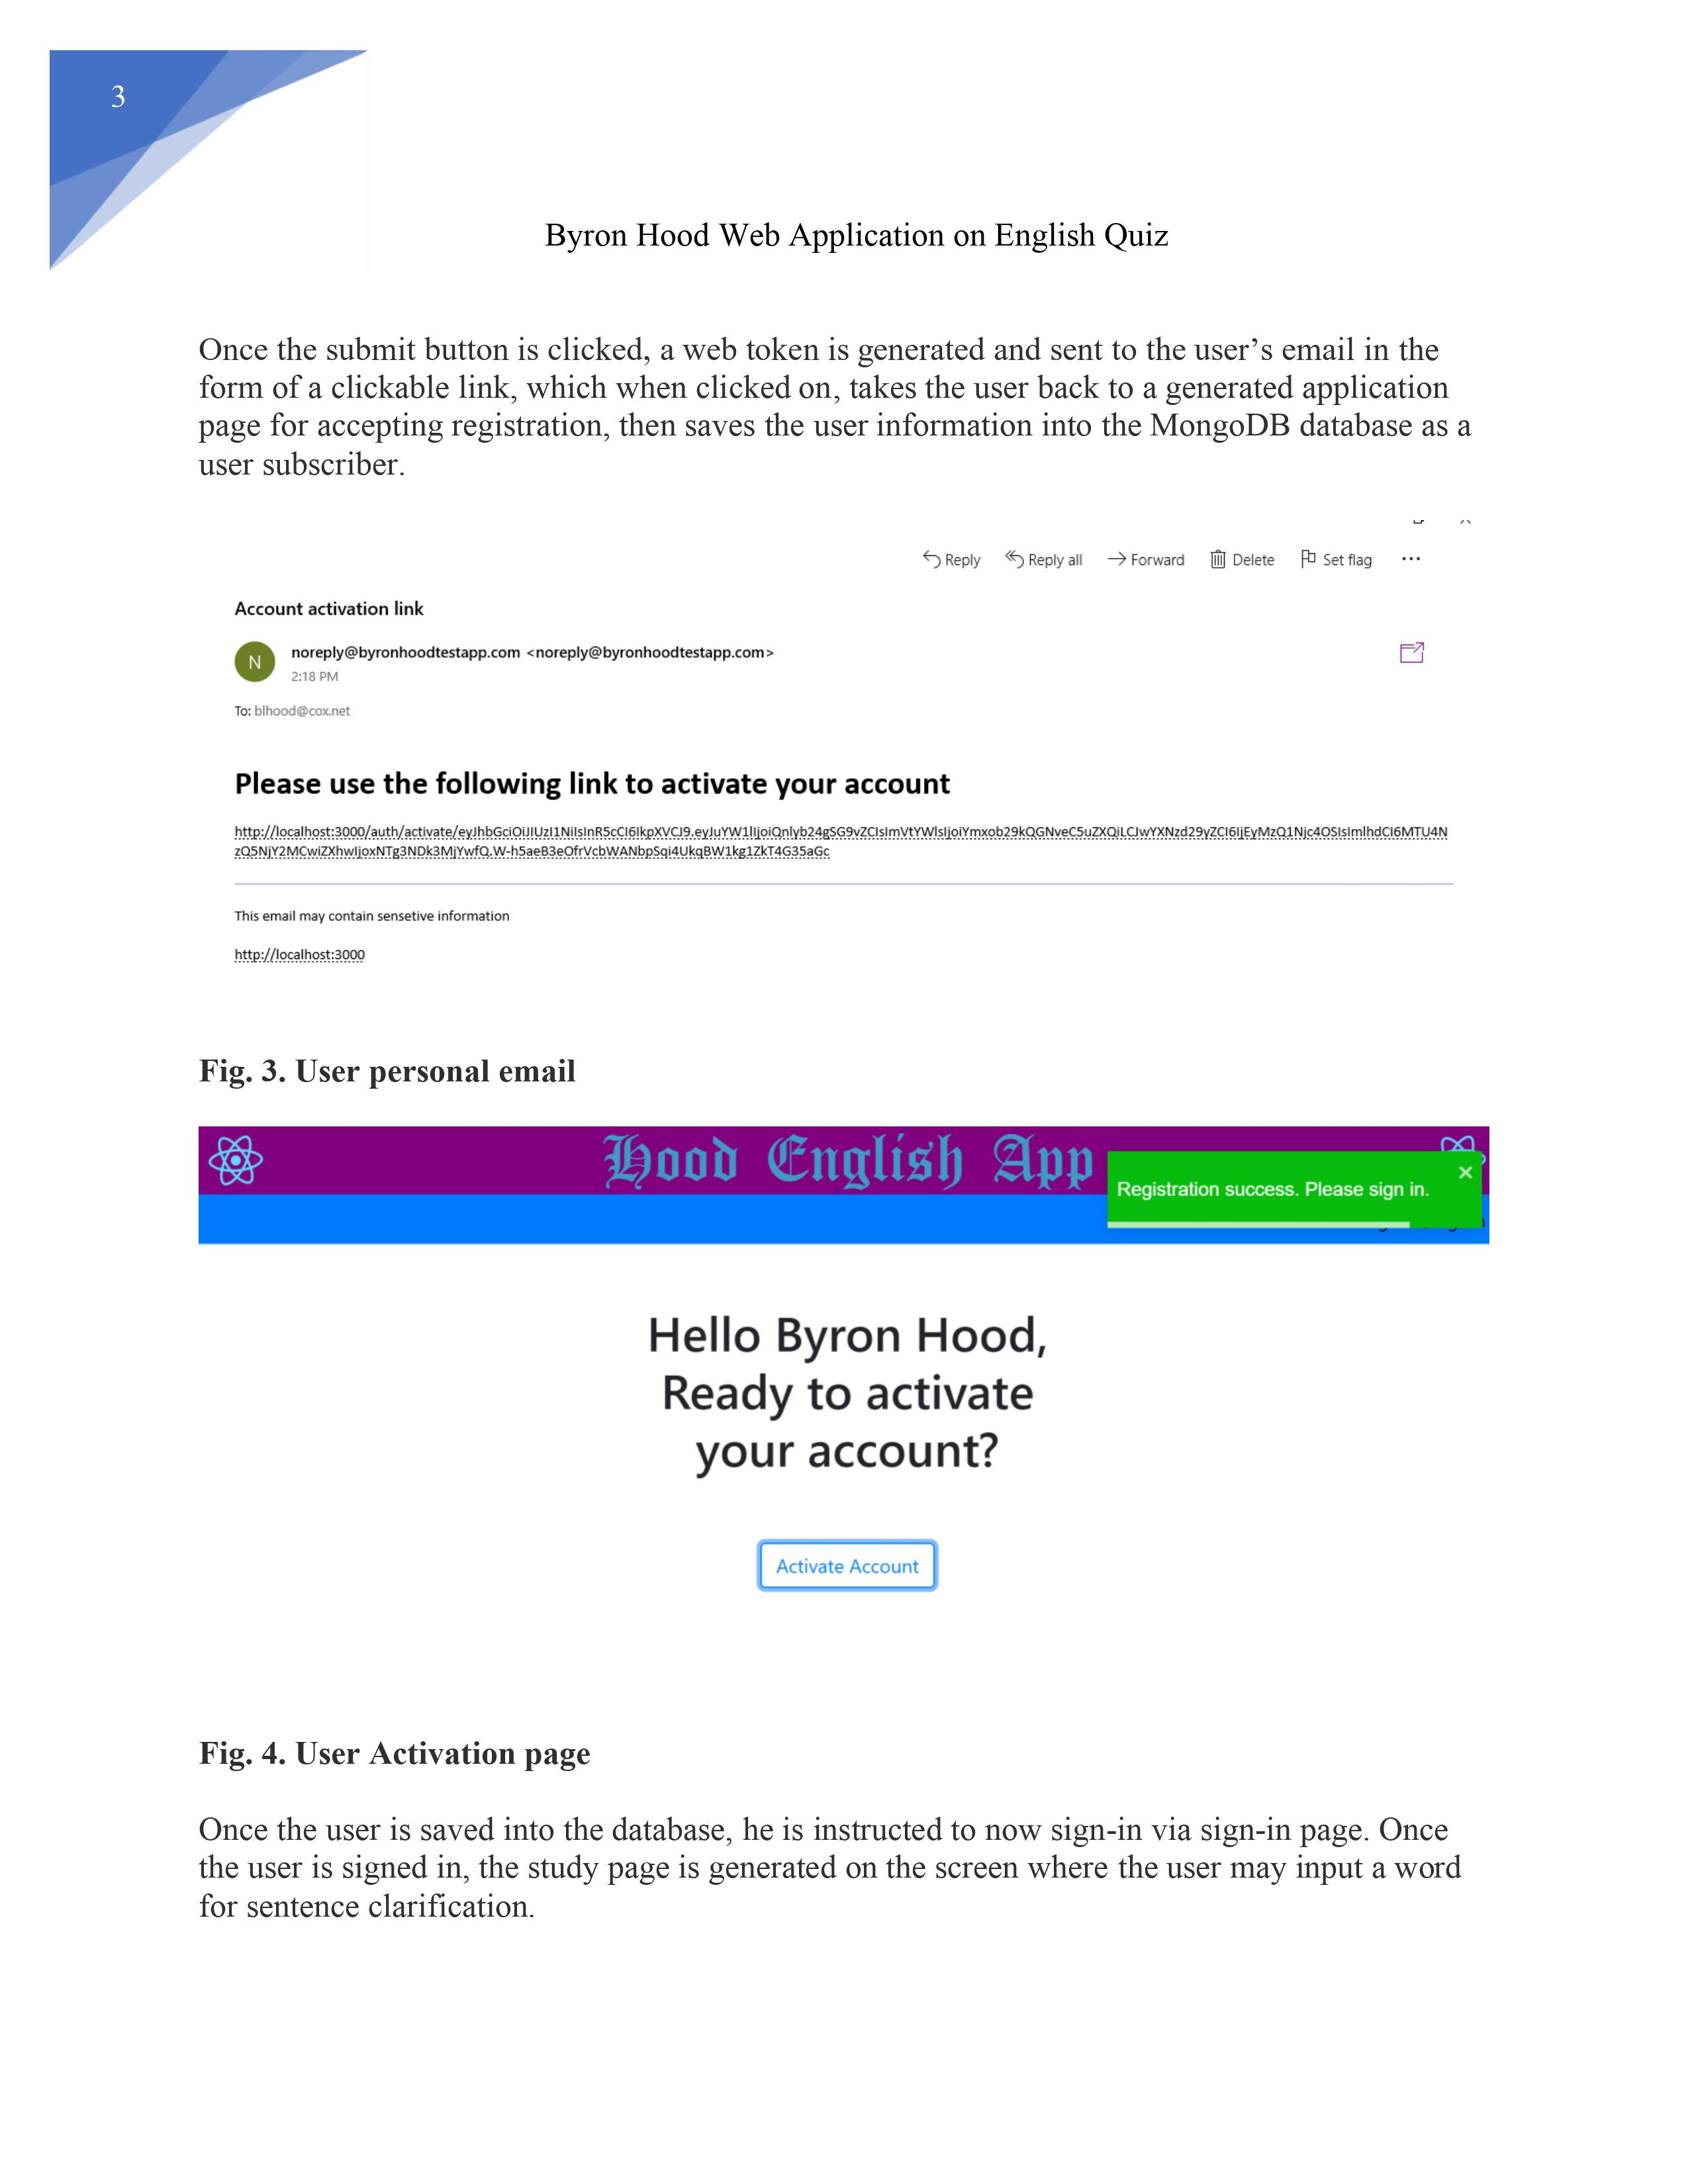 3
Byron Hood Web Application on English Quiz
Once the submit button is clicked, a web token is generated and sent to the user’s email in the
form of a clickable link, which when clicked on, takes the user back to a generated application
page for accepting registration, then saves the user information into the MongoDB database as a
user subscriber.
Reply Reply all Forward Delete Set flag ...
Account activation link
N
noreply@byronhoodtestapp.com <noreply@byronhoodtestapp.com>
2:18 PM
To: blhood@cox.net
Please use the following link to activate your account
http://localhost:3000/auth/activate/eyJhbGciOiJIUzI1NiIsInR5cCI6IkpXVCJ9.eyJuYW1lIjoiQnlyb24gSG9vZCIsImVtYWlsIjoiYmxob29kQGNveC5uZXQiLCJwYXNzd29yZCI6IjEyMzQ1Njc4OSIsImlhdCI6MTU4N
zQ5NjY2MCwiZXhwIjoxNTg3NDk3MjYwfQ.W-h5aeB3eOfrVcbWANbpSqi4UkqBW1kg1ZkT4G35aGc
This email may contain sensetive information
http://localhost:3000
Fig. 3. User personal email
Hood English App
Registration success. Please sign in.
Hello Byron Hood,
Ready to activate
your account?
Activate Account
Fig. 4. User Activation page
Once the user is saved into the database, he is instructed to now sign-in via sign-in page. Once
the user is signed in, the study page is generated on the screen where the user may input a word
for sentence clarification.